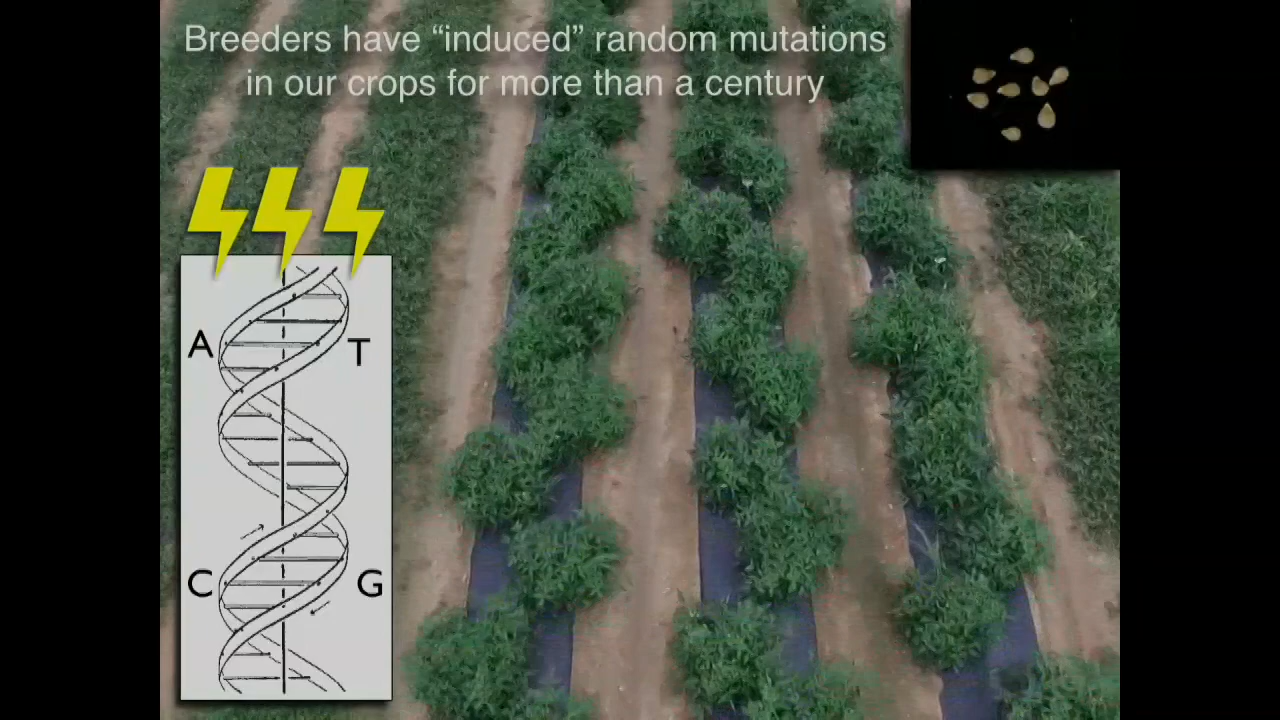 Breeders have “induced” random mutations
in our crops for more than a century
A
T
C
G